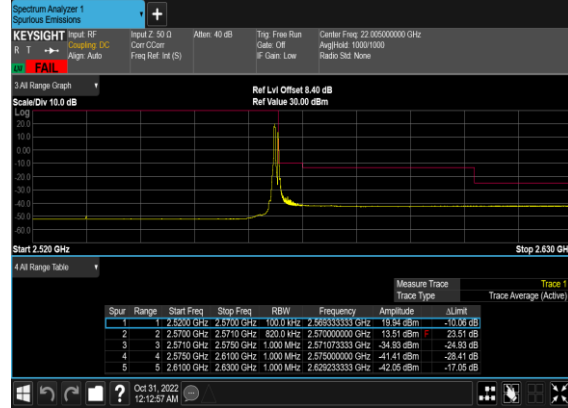 Spectrum Analyzer 1
Spurious Emissions
+
KEYSIGHT Input: RF Input Z: 50 Ω Atten: 40 dB Trig: Free Run Center Freq: 22.005000000 GHz
R T Coupling: DC Corr CCorr Gate: Off Avg|Hold: 1000/1000
Align: Auto Freq Ref: Int (S) IF Gain: Low Radio Std: None
LM FAIL
3 All Range Graph
Ref Lvl Offset 8.40 dB
Scale/Div 10.0 dB Ref Value 30.00 dBm
Log
20.0
10.0
0.00
-10.0
-20.0
-30.0
-40.0
-50.0
-60.0
Start 2.520 GHz Stop 2.630 GH
4 All Range Table
Measure Trace Trace 1
Trace Type Trace Average (Active)
Spur Range Start Freq Stop Freq RBW Frequency Amplitude ΔLimit
1 1 2.5200 GHz 2.5700 GHz 100.0 kHz 2.569333333 GHz 19.94 dBm -10.06 dB
2 2 2.5700 GHz 2.5710 GHz 820.0 kHz 2.570000000 GHz 13.51 dBm F 23.51 dB
3 3 2.5710 GHz 2.5750 GHz 1.000 MHz 2.571073333 GHz -34.93 dBm -24.93 dB
4 4 2.5750 GHz 2.6100 GHz 1.000 MHz 2.575000000 GHz -41.41 dBm -28.41 dB
5 5 2.6100 GHz 2.6300 GHz 1.000 MHz 2.629233333 GHz -42.05 dBm -17.05 dB
? Oct 31, 2022
12:12:57 AM